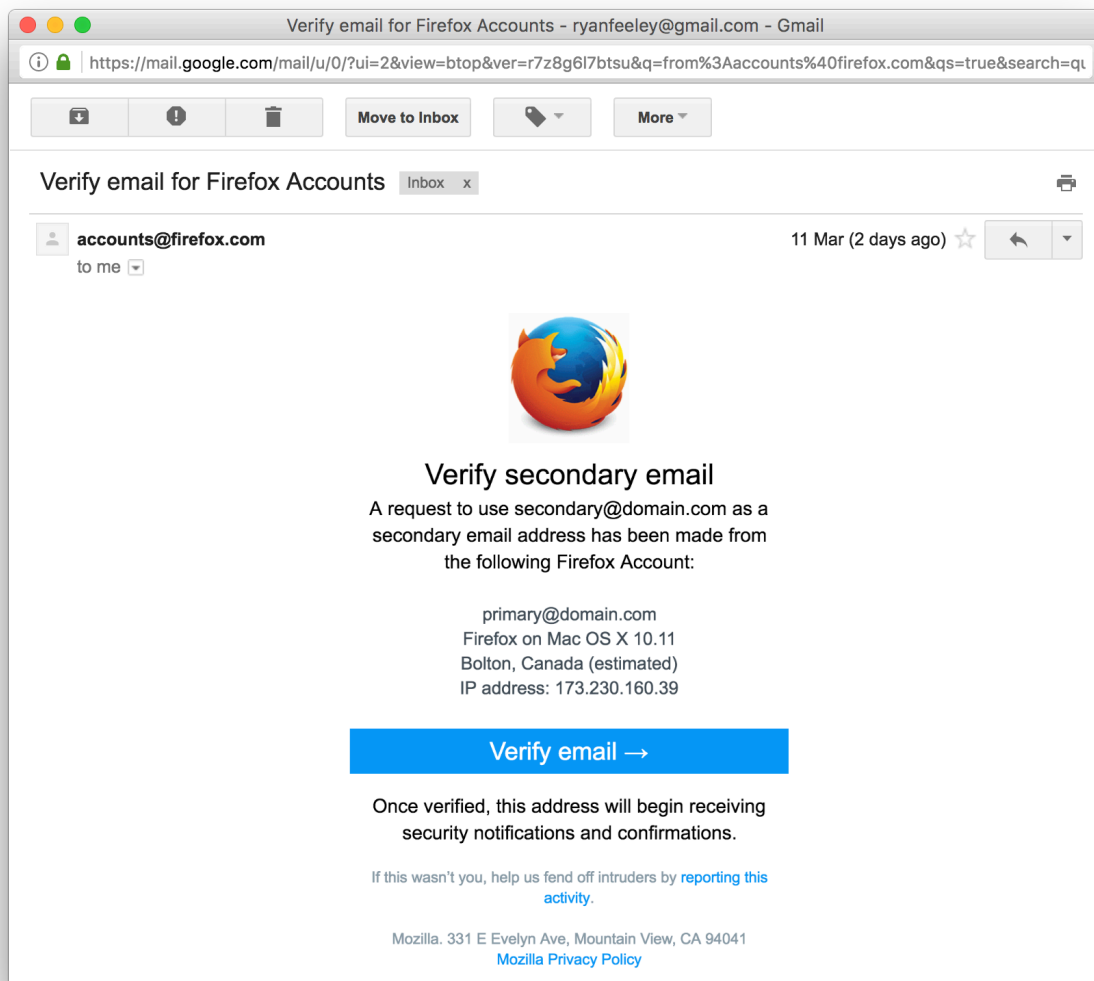 Verify email for Firefox Accounts - ryanfeeley@gmail.com - Gmail
https://mail.google.com/mail/u/0/?ui=2&view=btop&ver=r7z8g6l7btsu&q=from%3Aaccounts%40firefox.com&qs=true&search=qu
Move to Inbox More
Verify email for Firefox Accounts Inbox x
accounts@firefox.com 11 Mar (2 days ago)
to me
Verify secondary email
A request to use secondary@domain.com as a
secondary email address has been made from
the following Firefox Account:
primary@domain.com
Firefox on Mac OS X 10.11
Bolton, Canada (estimated)
IP address: 173.230.160.39
Verify email →
Once verified, this address will begin receiving
security notifications and confirmations.
If this wasn't you, help us fend off intruders by reporting this
activity.
Mozilla. 331 E Evelyn Ave, Mountain View, CA 94041
Mozilla Privacy Policy